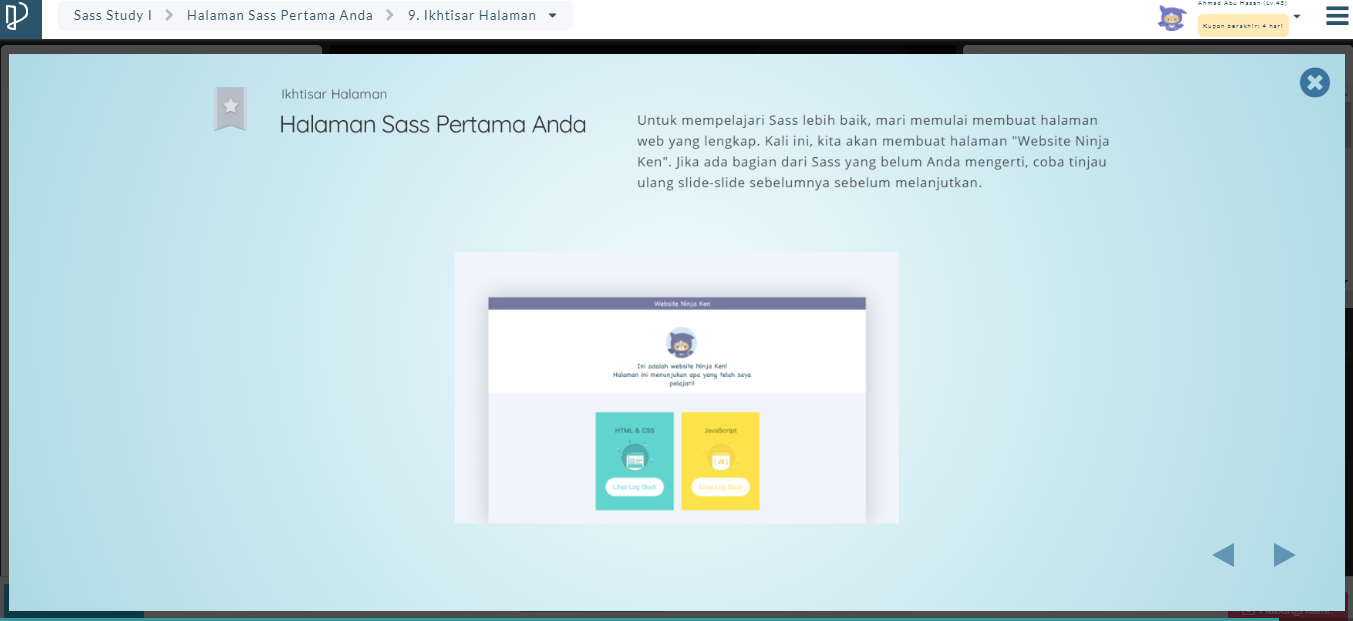 Sass Study I
Halaman Sass Pertama Anda
9. Ikhtisar Halaman
Ahmad Abu Hasan (Lv.45)
Kupon berakhir: 4 hari
Ikhtisar Halaman
Halaman Sass Pertama Anda
Untuk mempelajari Sass lebih baik, mari memulai membuat halaman
web yang lengkap. Kali ini, kita akan membuat halaman "Website Ninja
Ken". Jika ada bagian dari Sass yang belum Anda mengerti, coba tinjau
ulang slide-slide sebelumnya sebelum melanjutkan.
Website Ninja Ken
Ini adalah website Ninja Ken!
Halaman ini menunjukan apa yang telah saya
pelajari!
HTML & CSS
JavaScript
Lihat Log Studi
Lihat Log Studi